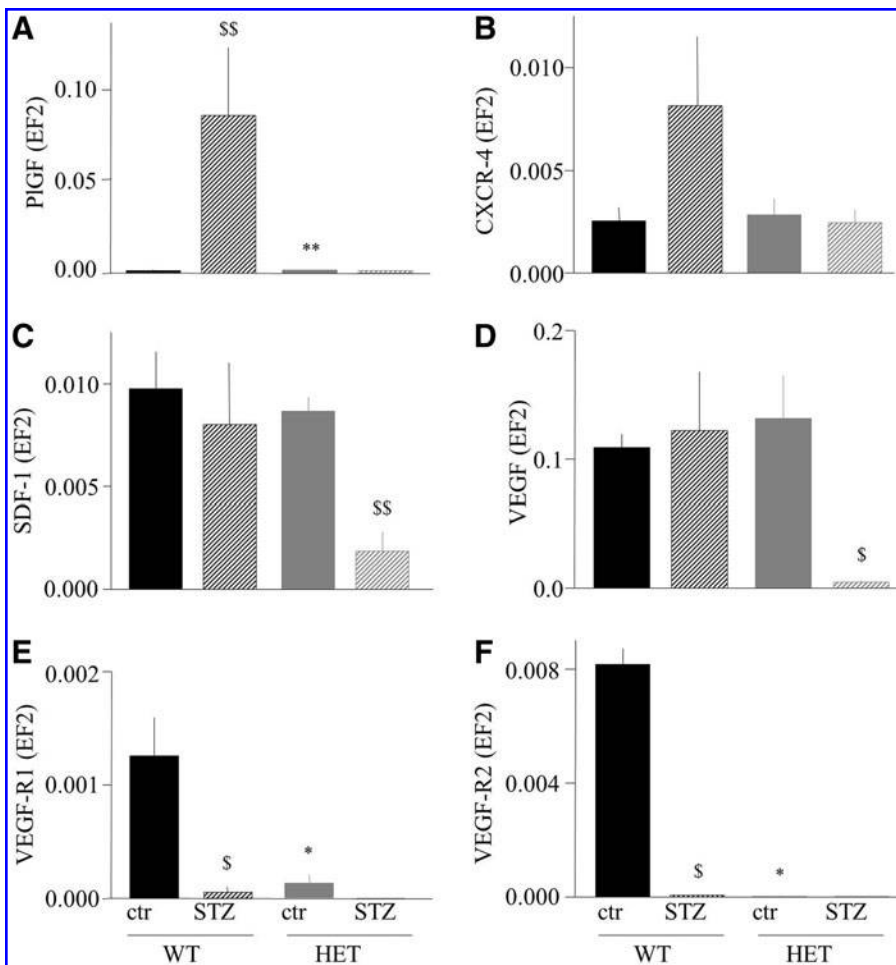 A
$$
PlGF (EF2)
0.10
0.05
0.00
**
B
CXCR-4 (EF2)
0.010
0.005
0.000
C
SDF-1 (EF2)
0.010
0.005
0.000
$$
D
VEGF (EF2)
0.2
0.1
0.0
$
E
VEGF-R1 (EF2)
0.002
0.001
0.000
$
*
ctr STZ ctr STZ
WT HET
F
VEGF-R2 (EF2)
0.008
0.004
0.000
$
*
ctr STZ ctr STZ
WT HET